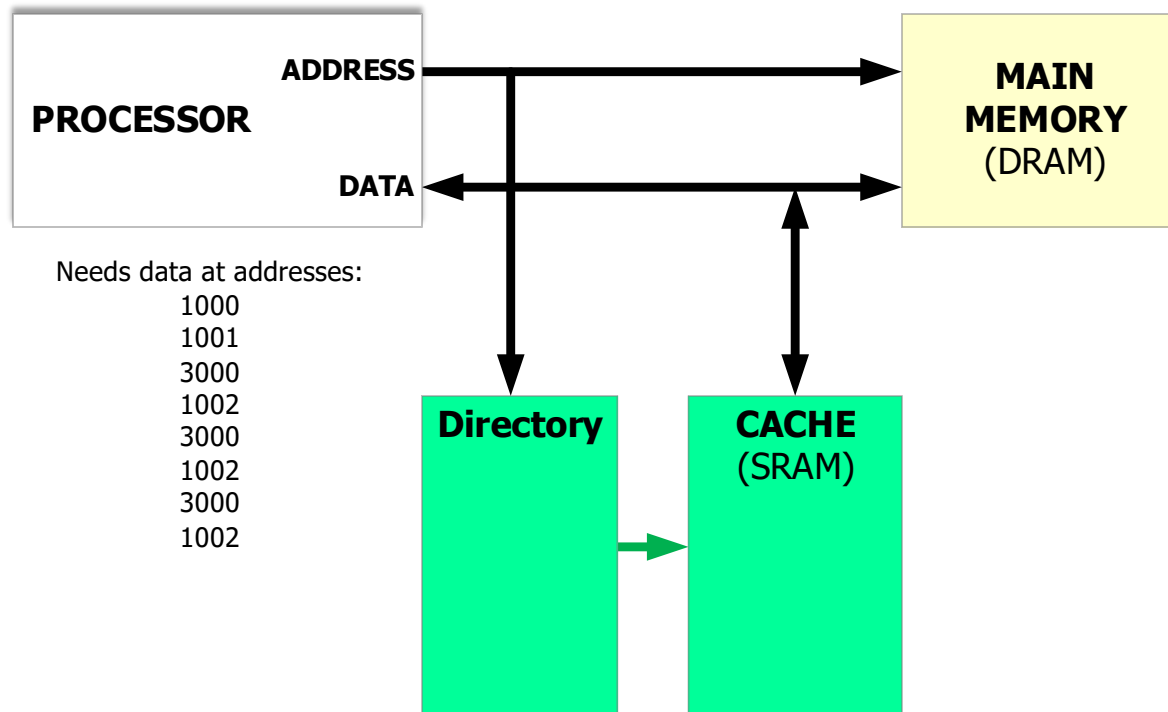 PROCESSOR
ADDRESS
DATA
MAIN
MEMORY
(DRAM)
Needs data at addresses:
1000
1001
3000
1002
3000
1002
3000
1002
Directory
CACHE
(SRAM)